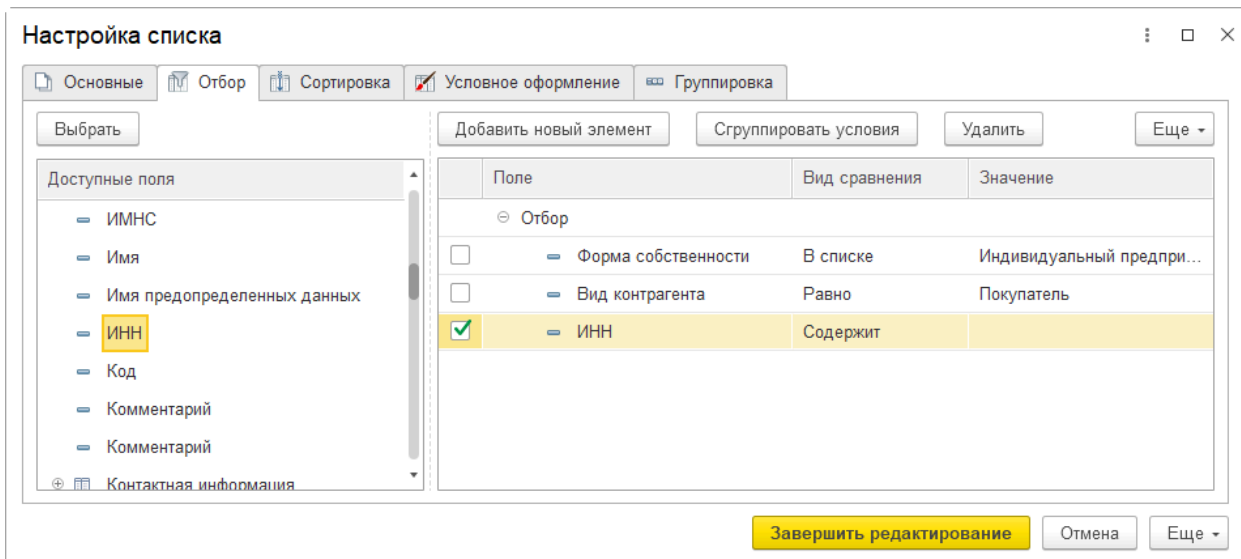 Настройка списка
Основные Отбор Сортировка Условное оформление Группировка
Выбрать Добавить новый элемент Сгруппировать условия Удалить Еще
Доступные поля Поле Вид сравнения Значение
ИМНС Отбор
Имя Форма собственности В списке Индивидуальный предпри...
Имя предопределенных данных Вид контрагента Равно Покупатель
ИНН ИНН Содержит
Код
Комментарий
Комментарий
Контактная информация
Завершить редактирование Отмена Еще